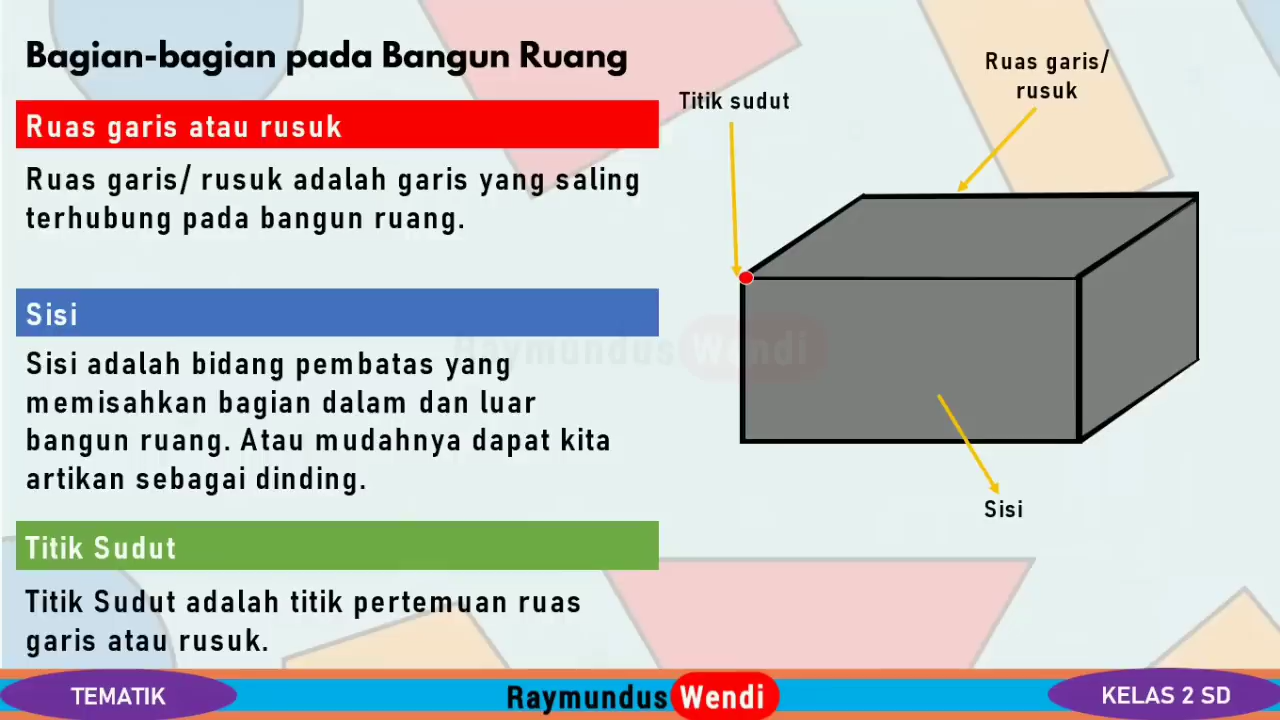 Bagian-bagian pada Bangun Ruang
Ruas garis atau rusuk
Ruas garis/ rusuk adalah garis yang saling
terhubung pada bangun ruang.
Sisi
Sisi adalah bidang pembatas yang
memisahkan bagian dalam dan luar
bangun ruang. Atau mudahnya dapat kita
artikan sebagai dinding.
Titik Sudut
Titik Sudut adalah titik pertemuan ruas
garis atau rusuk.
Titik sudut
Ruas garis/
rusuk
Sisi
Raymundus Wendi
TEMATIK
Raymundus Wendi
KELAS 2 SD